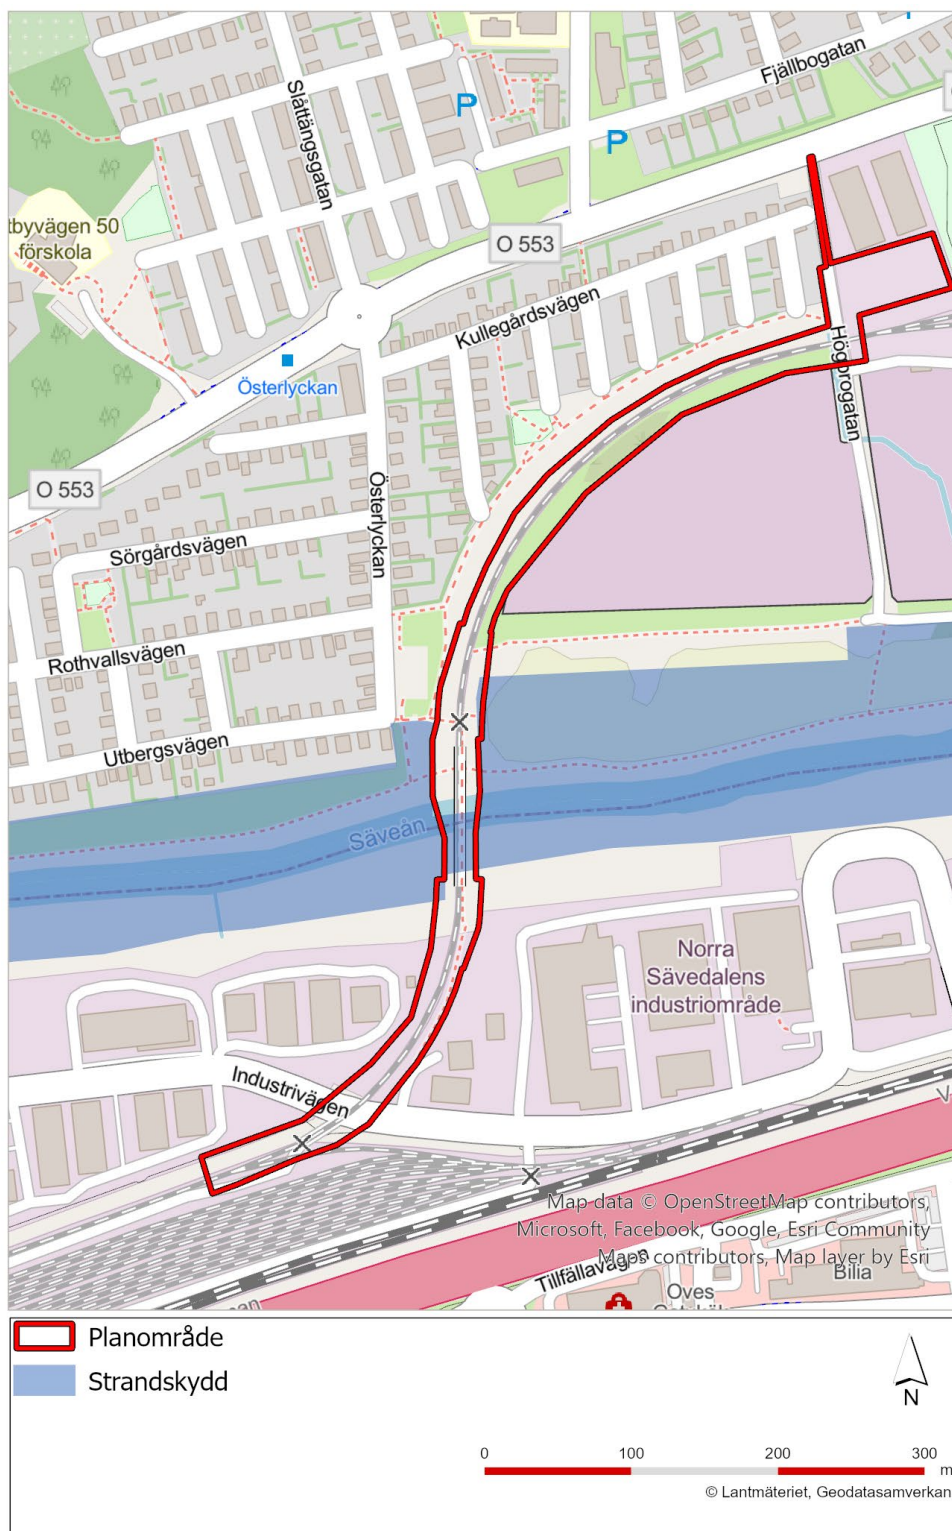 Fjällbogatan
Slåttängsgatan
P
P
tbyvägen 50
förskola
O 553
Kullegårdsvägen
Högbrogatan
Österlyckan
O 553
Österlyckan
Sörgårdsvägen
Rothvallsvägen
Utbergsvägen
Säveån
Norra
Sävedalens
industriområde
Industrivägen
V
Map data © OpenStreetMap contributors,
Microsoft, Facebook, Google, Esri Community
Maps contributors, Map layer by Esri
Tillfällavägen
Bilia
Oves
Planområde
Strandskydd
N
0 100 200 300
m
© Lantmäteriet, Geodatasamverkan